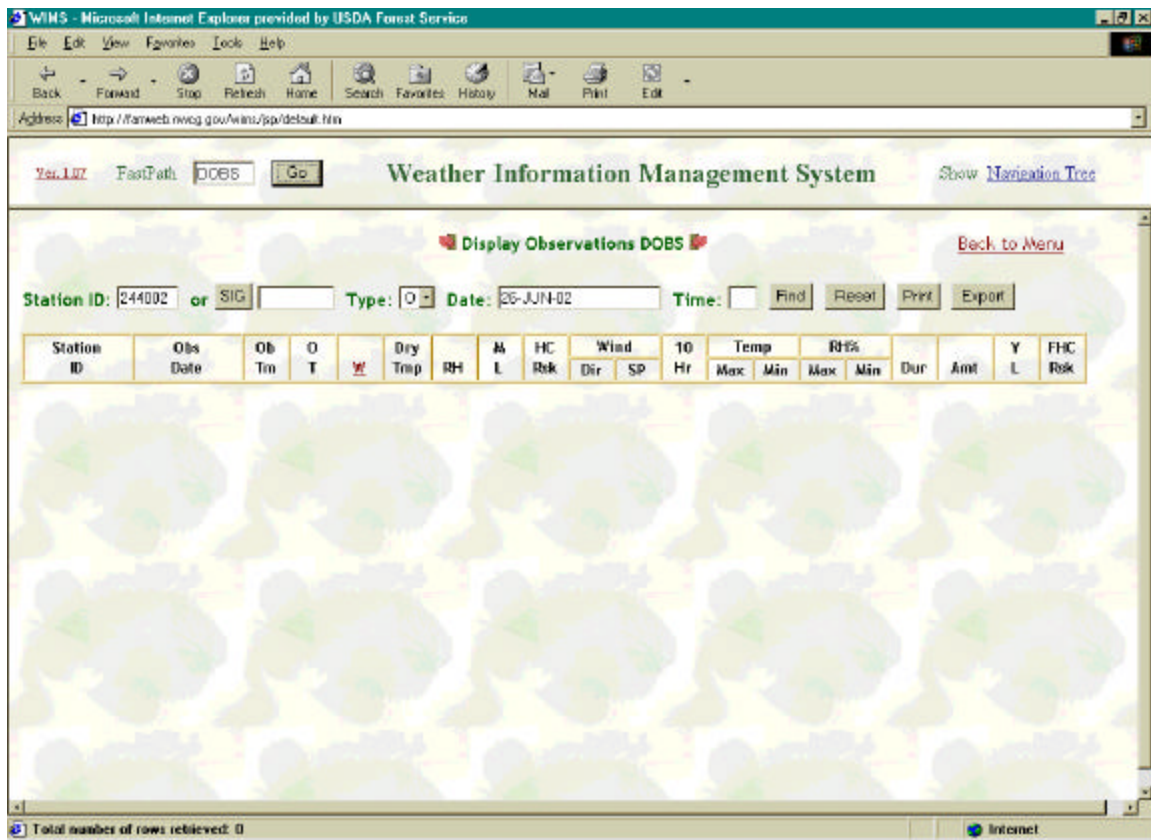 WIMS - Microsoft Internet Explorer provided by USDA Forest Service
File Edit View Favorites Tools Help
Back Forward Stop Refresh Home Search Favorites History Mail Print Edit
Address http://famweb.nwcg.gov/wims/jsp/default.htm
Ver. 1.07 FastPath DOBS Go Weather Information Management System Show Navigation Tree
Display Observations DOBS Back to Menu
Station ID: 244002 or SIG Type: O Date: 26-JUN-02 Time: Find Reset Print Export
Station Obs Ob O Dry M HC Wind 10 Temp RH% Y FHC
ID Date Tm T W Tmp RH L Rsk Dir SP Hr Max Min Max Min Dur Amt L Rsk
Total number of rows retrieved: 0 Internet